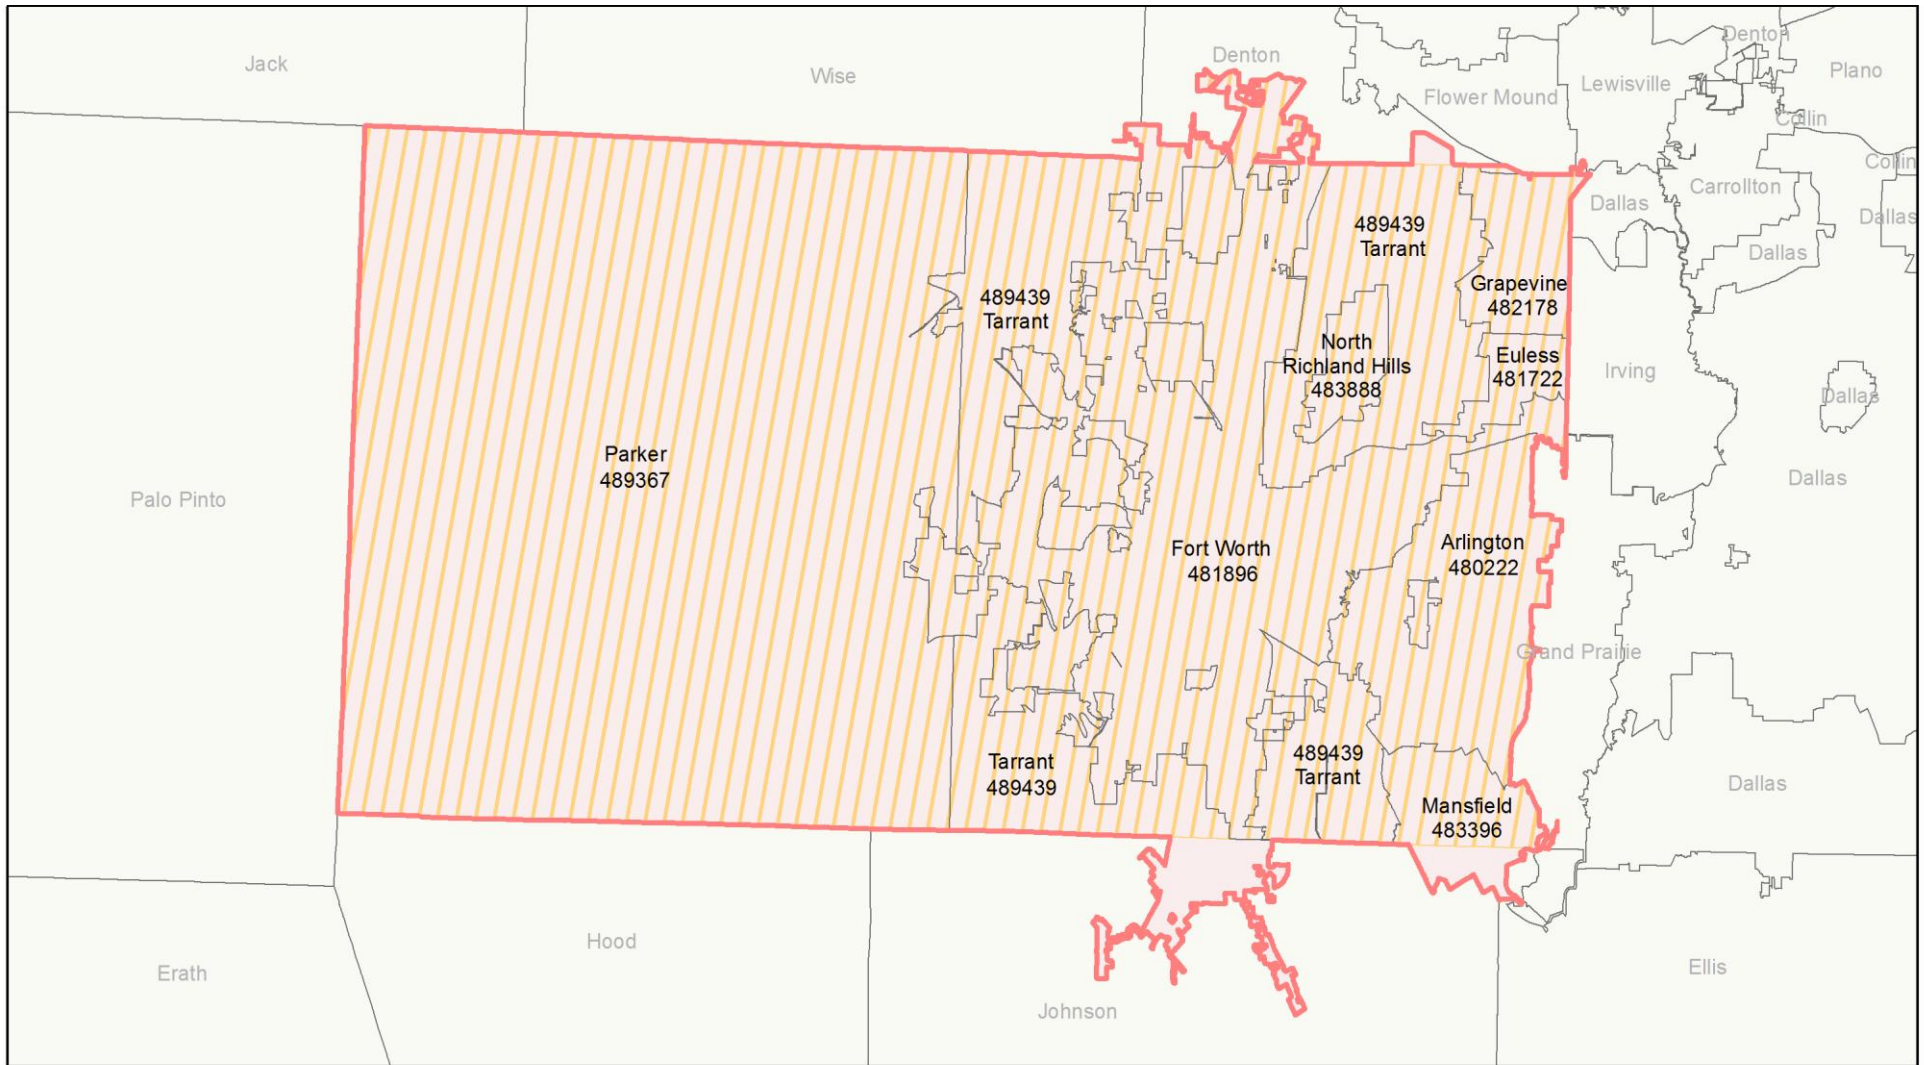 Jack
Wise
Denton
Flower Mound
Lewisville
Denton
Plano
Collin
Collin
Carrollton
Dallas
Dallas
Dallas
489439
Tarrant
Grapevine
482178
489439
Tarrant
North
Richland Hills
483888
Euless
481722
Irving
Dallas
Parker
489367
Palo Pinto
Dallas
Fort Worth
481896
Arlington
480222
Grand Prairie
Tarrant
489439
489439
Tarrant
Mansfield
483396
Dallas
Hood
Erath
Johnson
Ellis